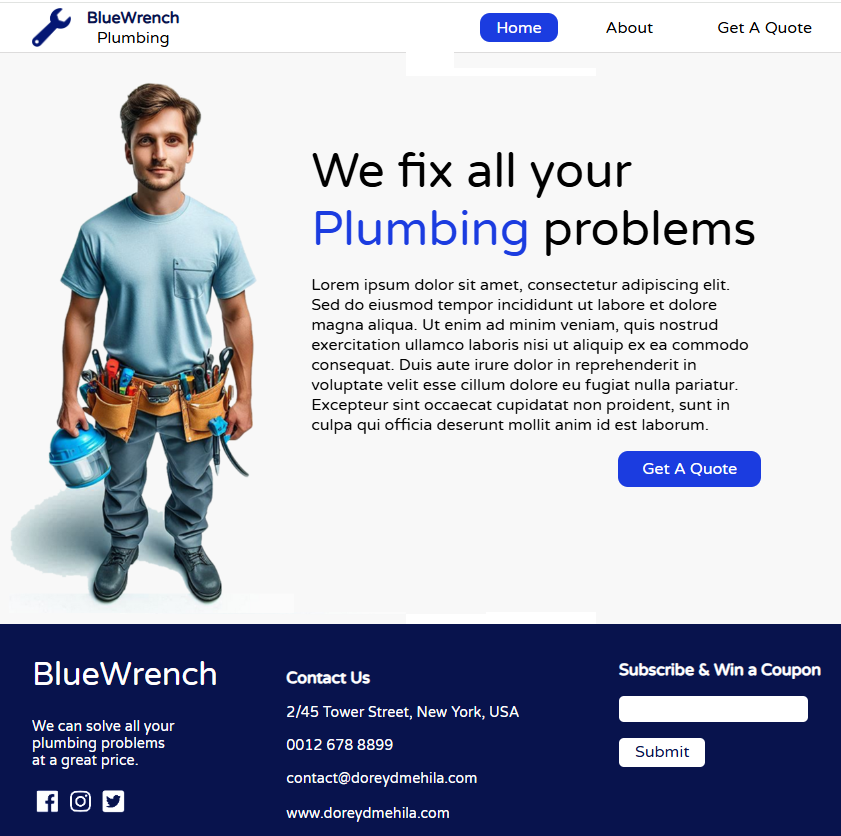 BlueWrench
Plumbing
Home
About
Get A Quote
We fix all your
Plumbing problems
Lorem ipsum dolor sit amet, consectetur adipiscing elit.
Sed do eiusmod tempor incididunt ut labore et dolore
magna aliqua. Ut enim ad minim veniam, quis nostrud
exercitation ullamco laboris nisi ut aliquip ex ea commodo
consequat. Duis aute irure dolor in reprehenderit in
voluptate velit esse cillum dolore eu fugiat nulla pariatur.
Excepteur sint occaecat cupidatat non proident, sunt in
culpa qui officia deserunt mollit anim id est laborum.
Get A Quote
BlueWrench
We can solve all your
plumbing problems
at a great price.
Contact Us
2/45 Tower Street, New York, USA
0012 678 8899
contact@doreydmehila.com
www.doreydmehila.com
Subscribe & Win a Coupon
Submit